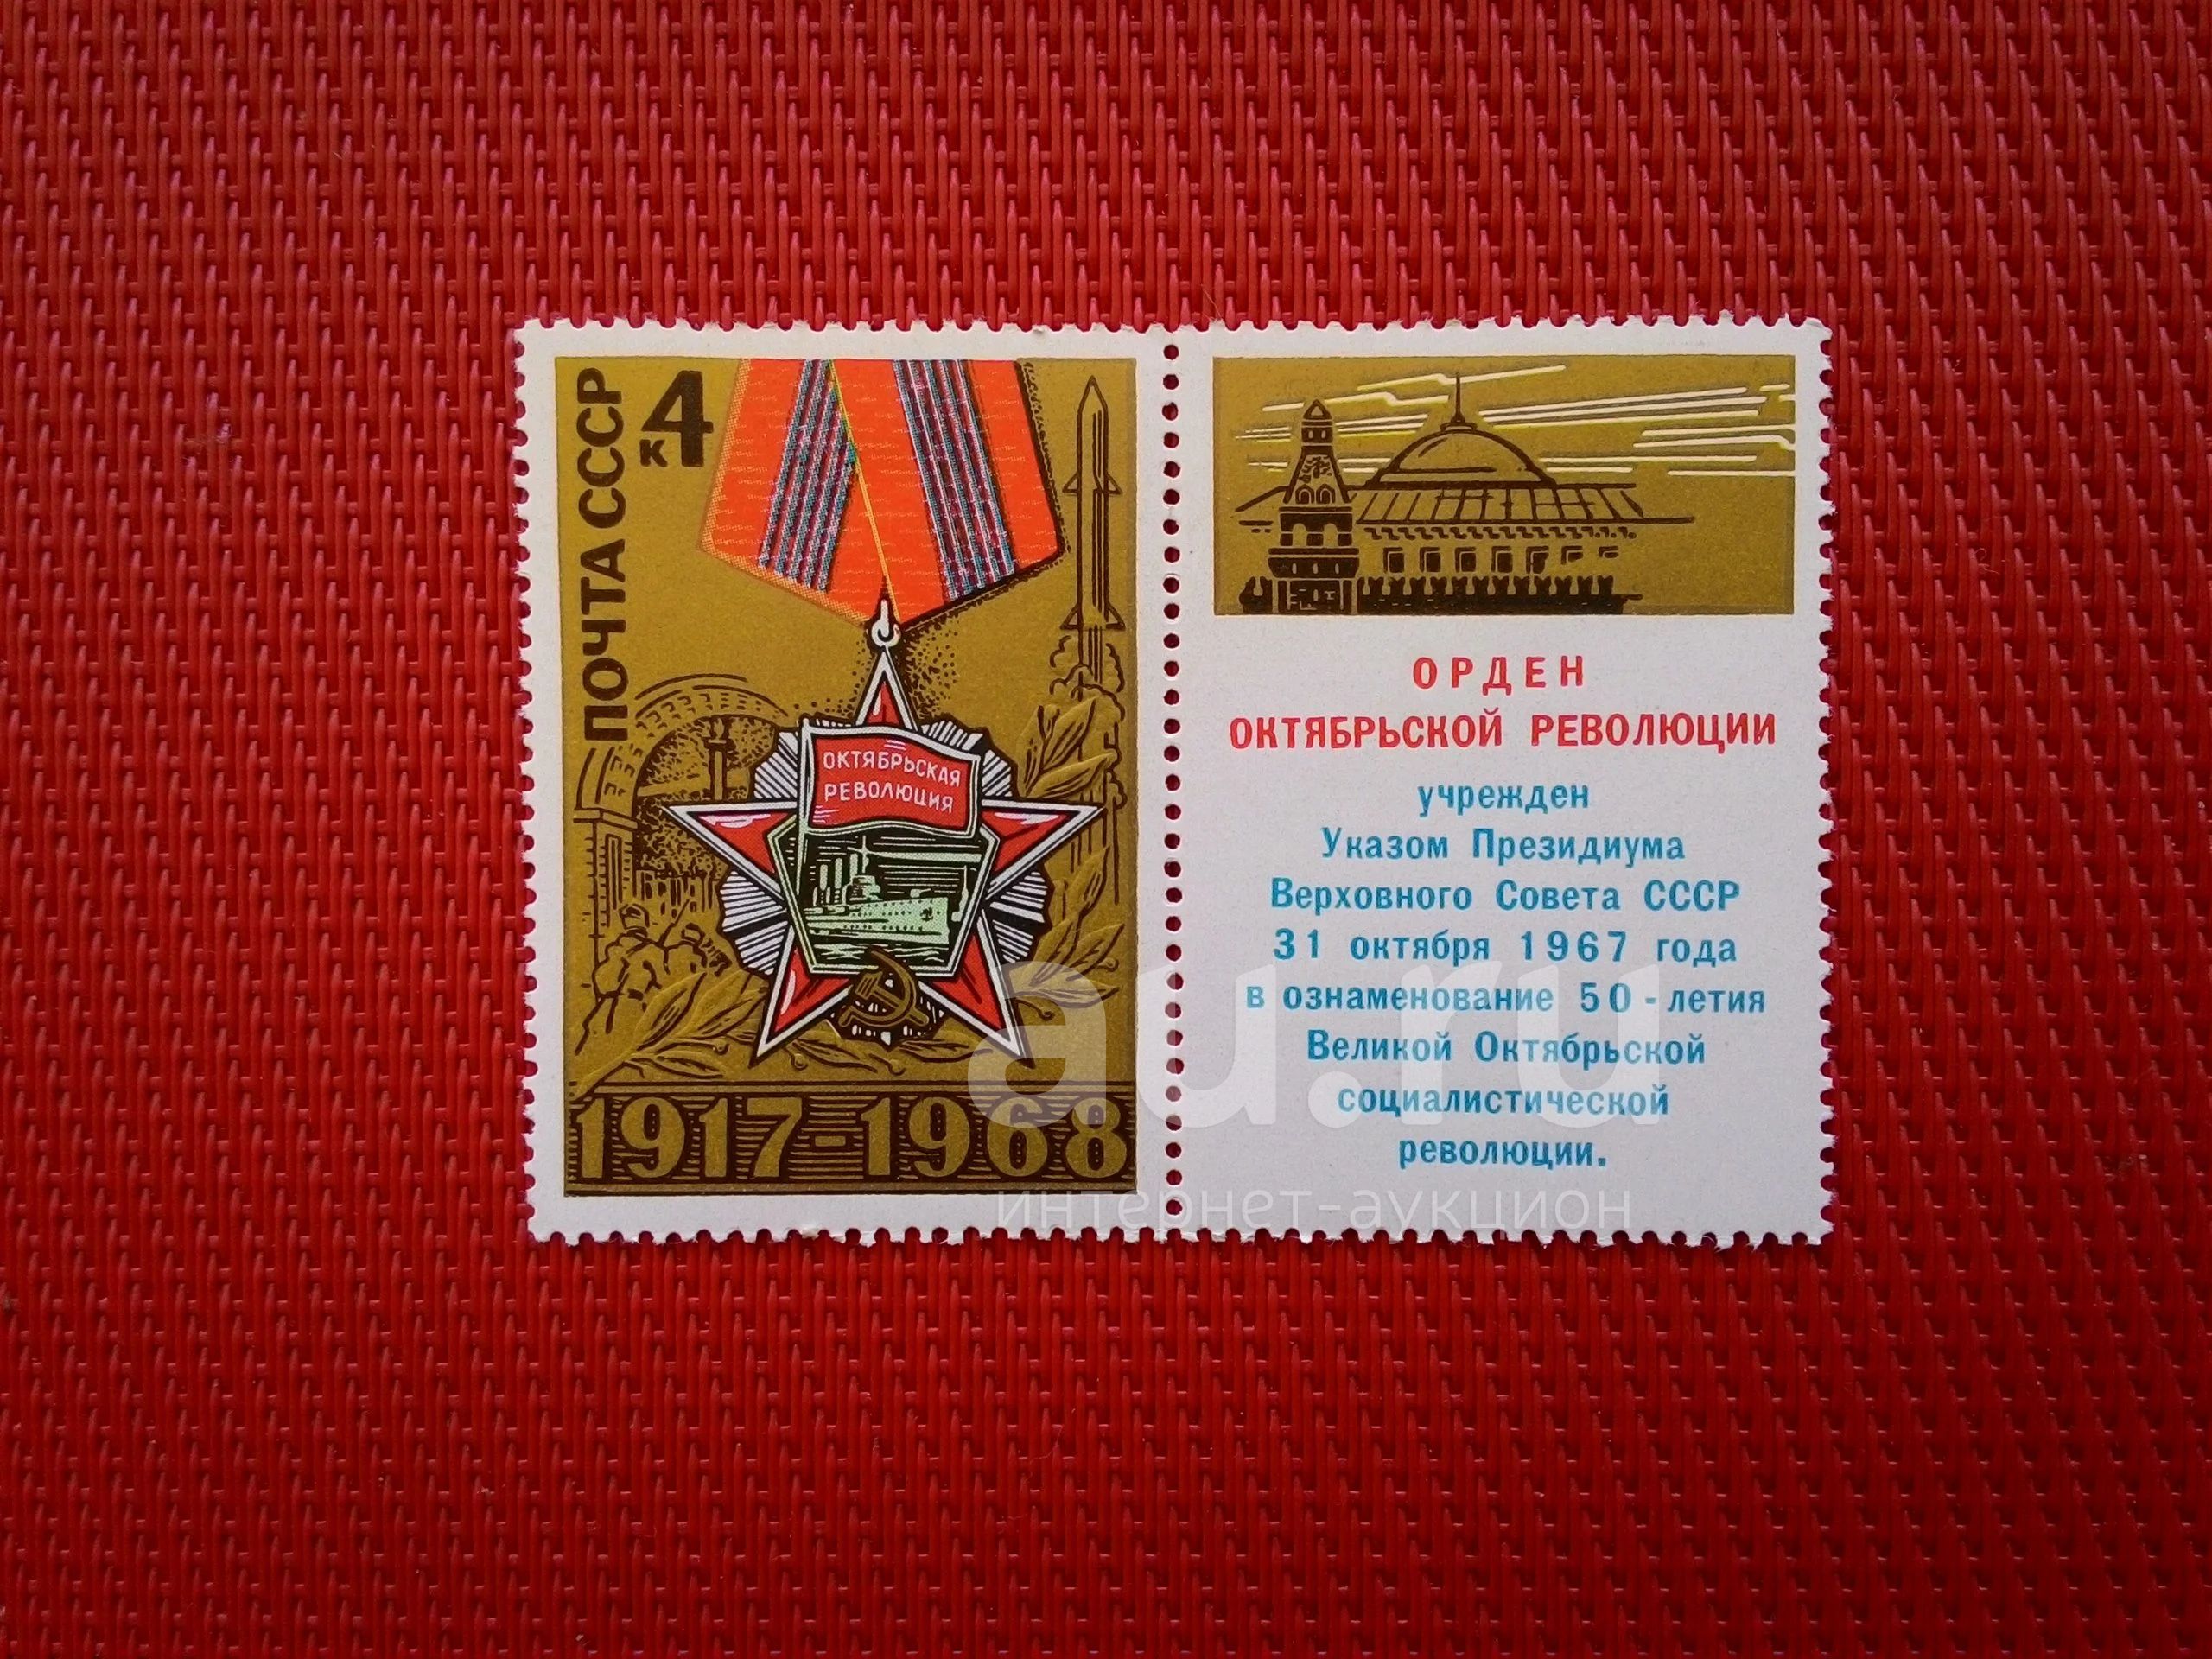 ПОЧТА СССР
4
к
ОКТЯБРЬСКАЯ
РЕВОЛЮЦИЯ
1917-1968
ОРДЕН
ОКТЯБРЬСКОЙ РЕВОЛЮЦИИ
учрежден
Указом Президиума
Верховного Совета СССР
31 октября 1967 года
в ознаменование 50-летия
Великой Октябрьской
социалистической
революции.
au.ru
интернет-аукцион